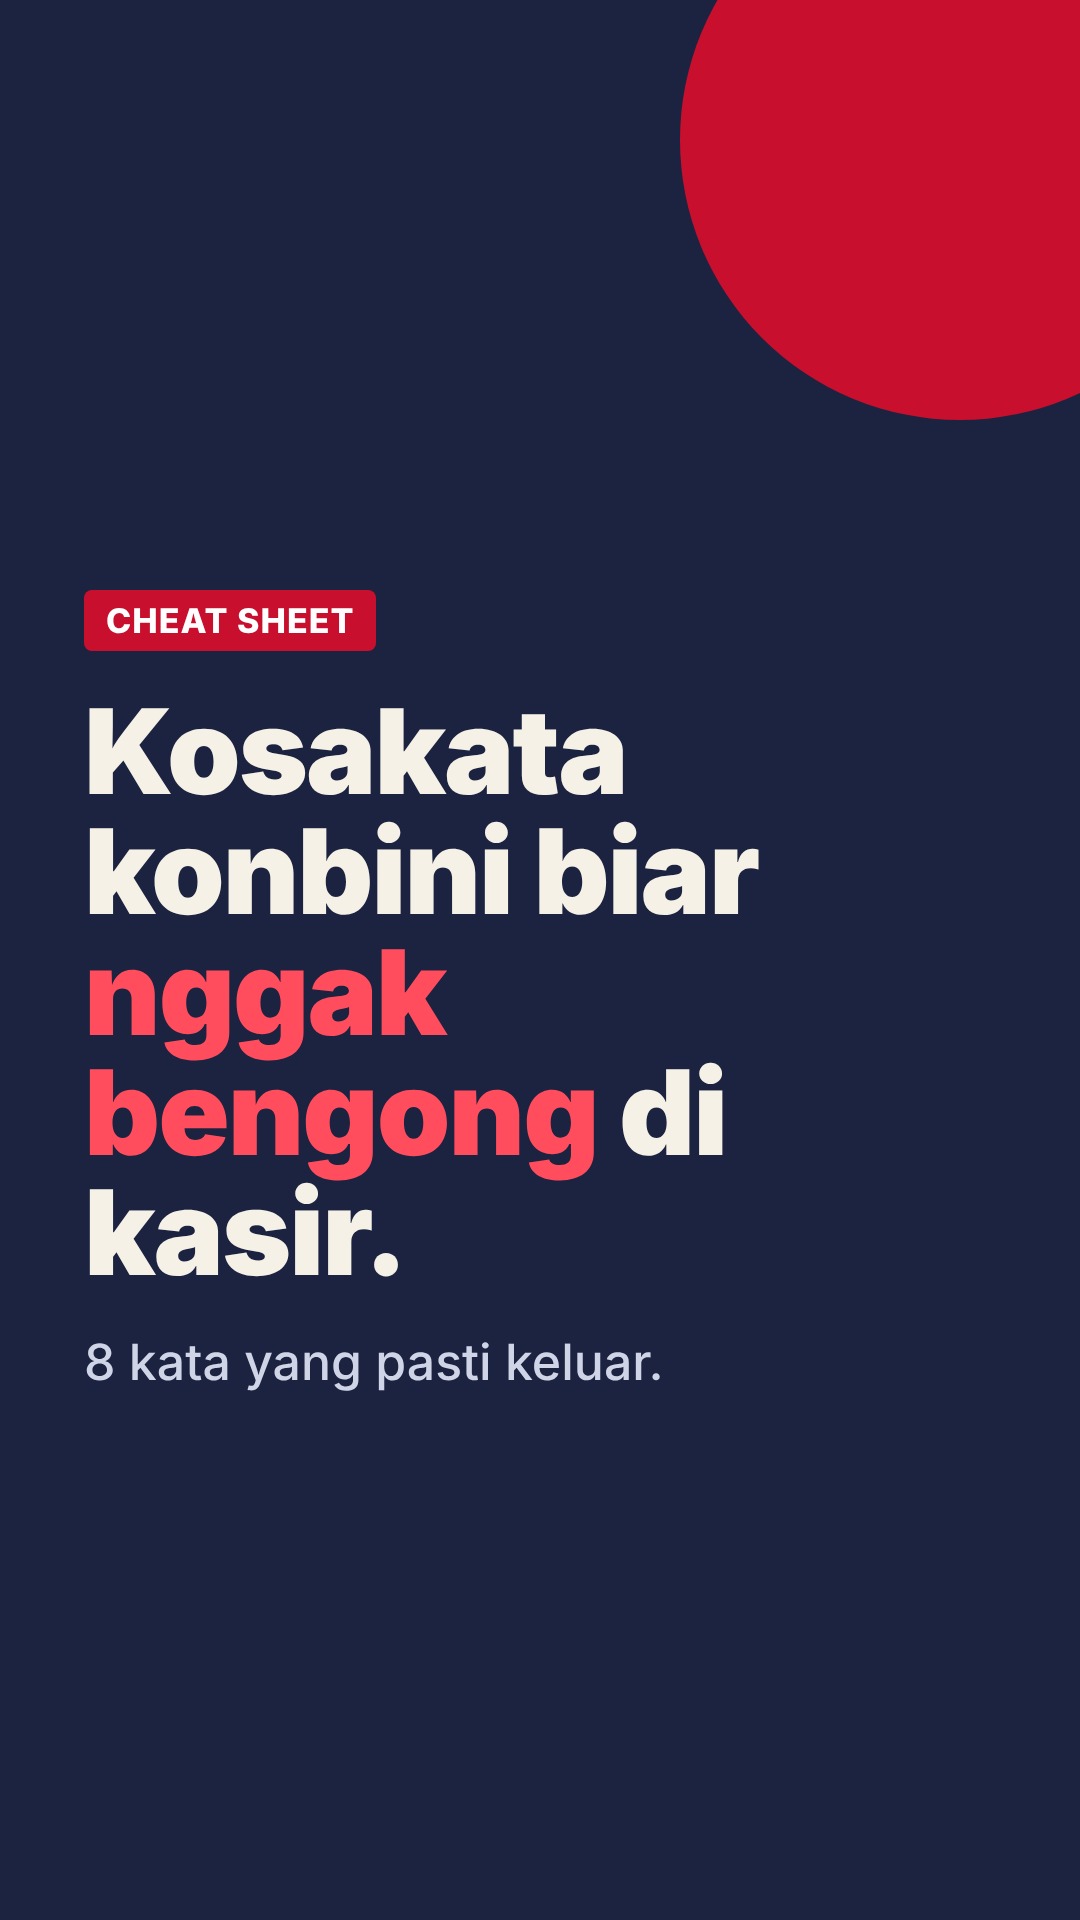 CHEAT SHEET
Kosakata
konbini biar
nggak
bengong di
kasir.
8 kata yang pasti keluar.